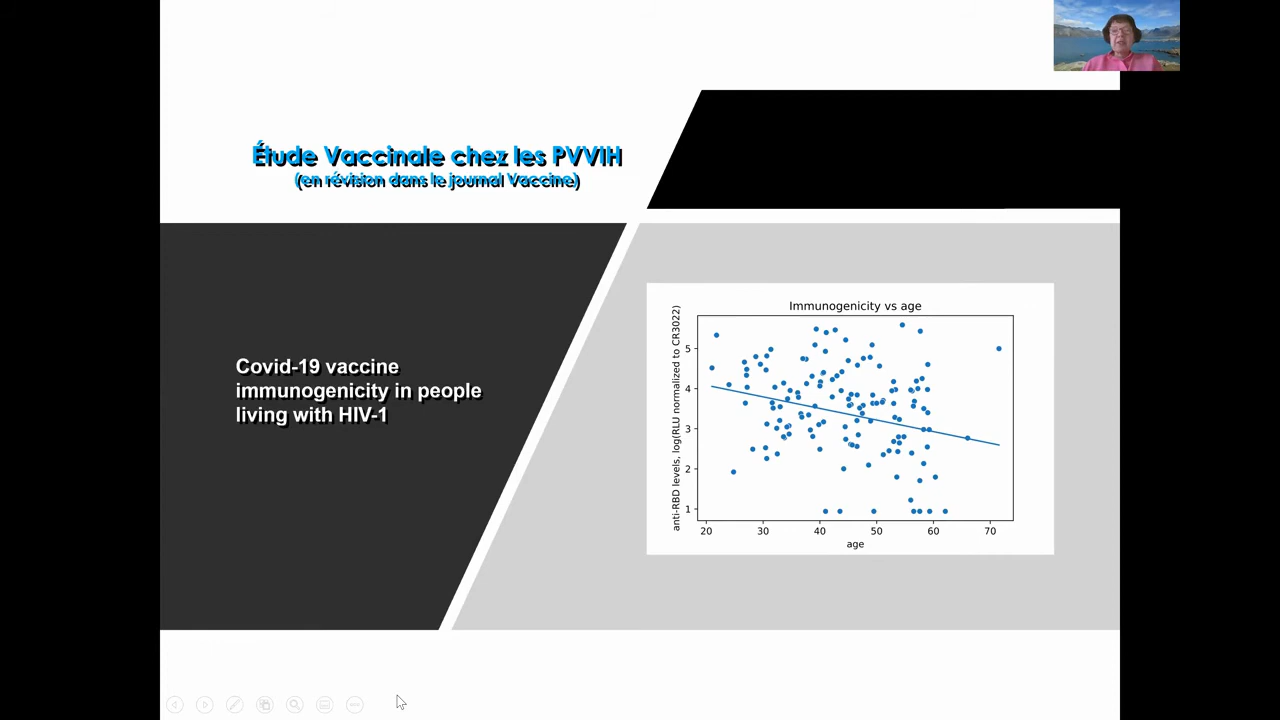 Étude Vaccinale chez les PVVIH
(en révision dans le journal Vaccine)
Covid-19 vaccine
immunogenicity in people
living with HIV-1
Immunogenicity vs age
anti-RBD levels, log(RLU normalized to CR3022)
5
4
3
2
1
20 30 40 50 60 70
age